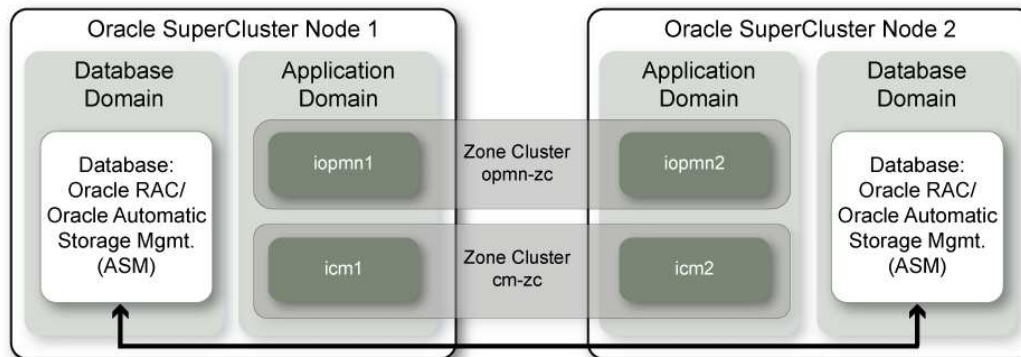 Oracle SuperCluster Node 1
Database
Domain
Database:
Oracle RAC/
Oracle Automatic
Storage Mgmt.
(ASM)
Application
Domain
iopmn1
icm1
Zone Cluster
opmn-zc
Zone Cluster
cm-zc
Oracle SuperCluster Node 2
Application
Domain
iopmn2
icm2
Database
Domain
Database:
Oracle RAC/
Oracle Automatic
Storage Mgmt.
(ASM)